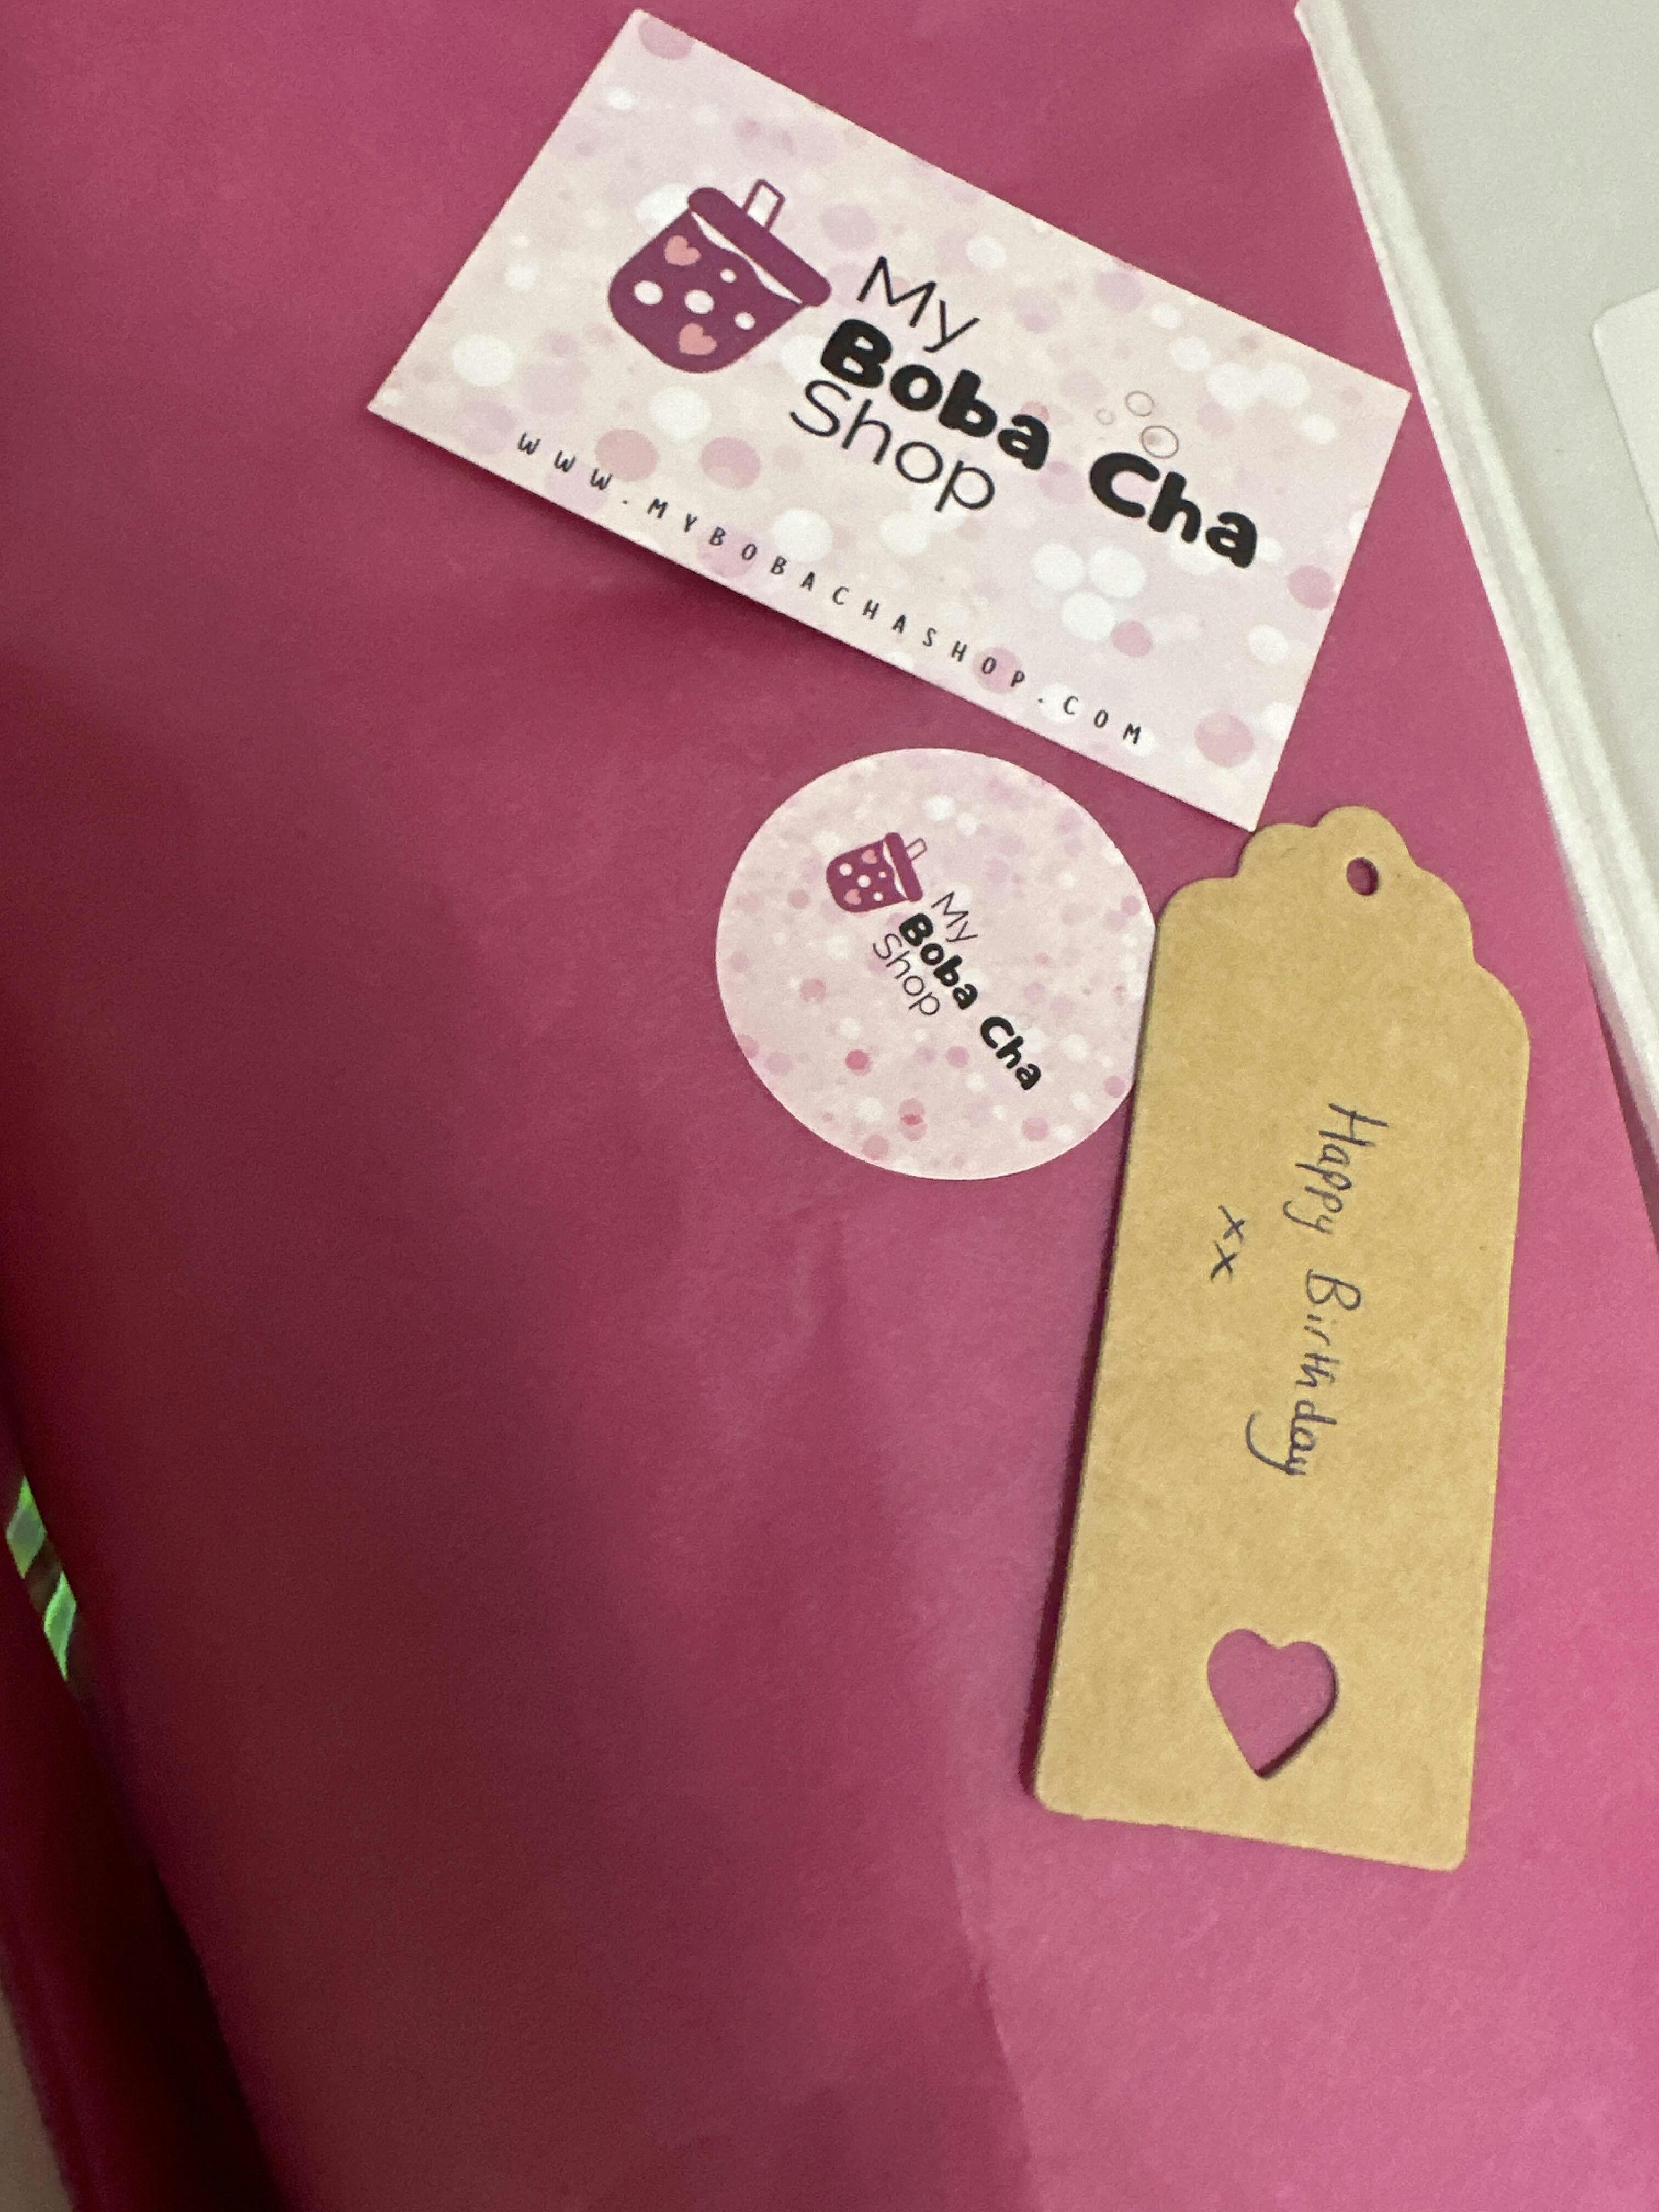 My
Boba Cha
Shop
WWW.MYBOBACHASHOP.COM
My
Boba Cha
Shop
Happy Birthday
xx